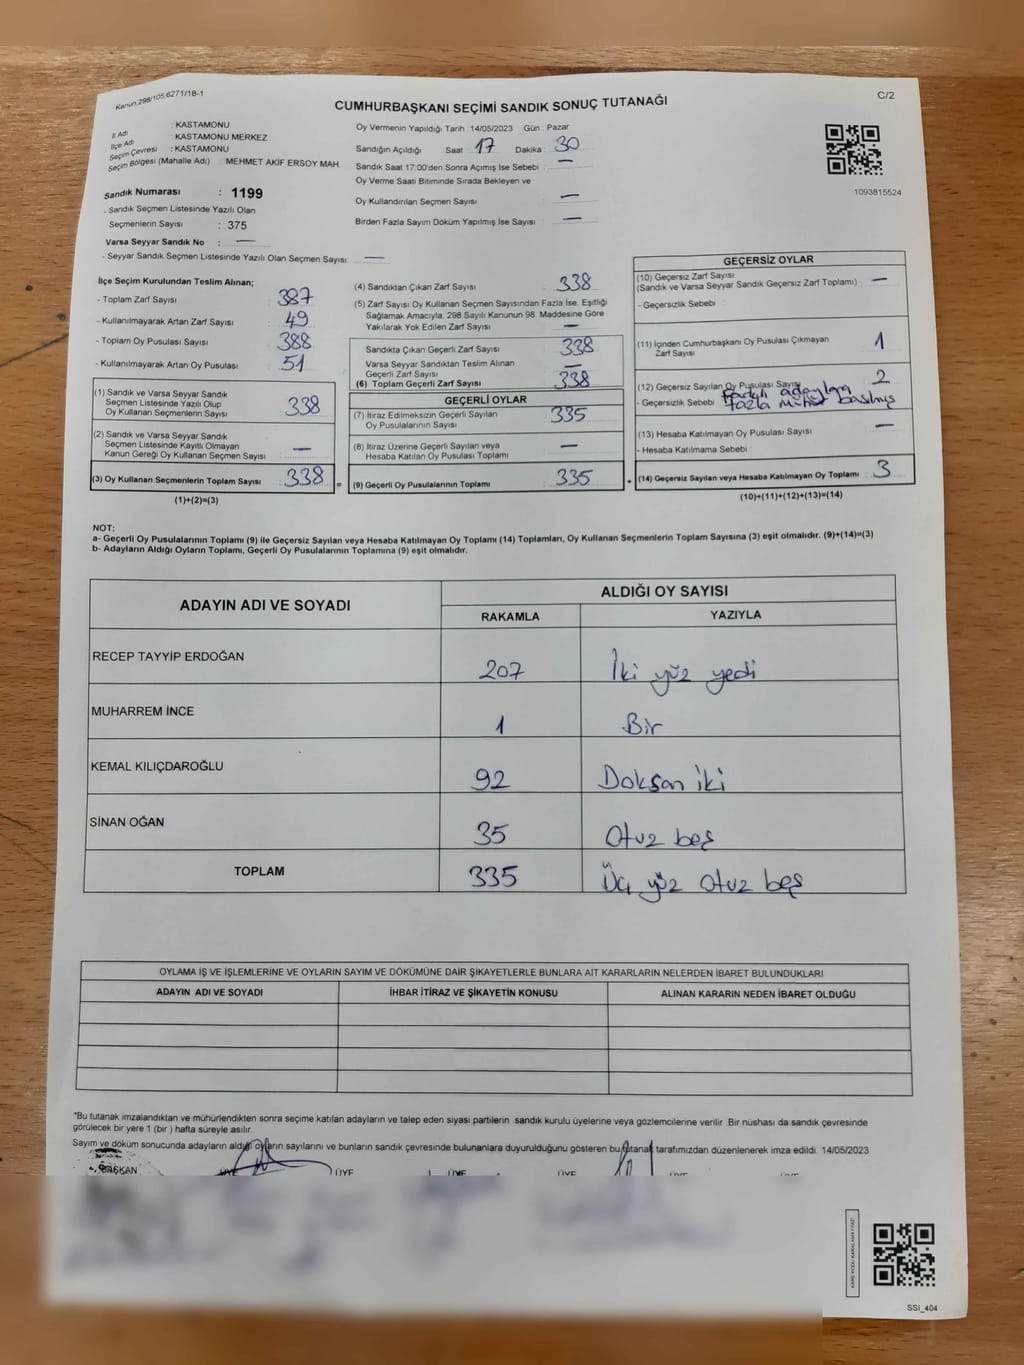 Kanun.298/105,6271/18-1
CUMHURBAŞKANI SEÇİMİ SANDIK SONUÇ TUTANAĞI
C/2
İl Adı : KASTAMONU
İlçe Adı : KASTAMONU MERKEZ
Seçim Çevresi : KASTAMONU
Seçim Bölgesi (Mahalle Adı) : MEHMET AKİF ERSOY MAH.
Sandık Numarası : 1199
- Sandık Seçmen Listesinde Yazılı Olan
Seçmenlerin Sayısı : 375
Varsa Seyyar Sandık No : —
- Seyyar Sandık Seçmen Listesinde Yazılı Olan Seçmen Sayısı : —
Oy Vermenin Yapıldığı Tarih : 14/05/2023 Gün : Pazar
Sandığın Açıldığı Saat 17 Dakika : 30
Sandık Saat 17:00'den Sonra Açımış İse Sebebi : —
Oy Verme Saati Bitiminde Sırada Bekleyen ve
Oy Kullandırılan Seçmen Sayısı : —
Birden Fazla Sayım Döküm Yapılmış İse Sayısı : —
1093815524
İlçe Seçim Kurulundan Teslim Alınan;
- Toplam Zarf Sayısı : 387
- Kullanılmayarak Artan Zarf Sayısı : 49
- Toplam Oy Pusulası Sayısı : 388
- Kullanılmayarak Artan Oy Pusulası : 51
(1) Sandık ve Varsa Seyyar Sandık
Seçmen Listesinde Yazılı Olup
Oy Kullanan Seçmenlerin Sayısı : 338
(2) Sandık ve Varsa Seyyar Sandık
Seçmen Listesinde Kayıtlı Olmayan
Kanun Gereği Oy Kullanan Seçmen Sayısı : —
(3) Oy Kullanan Seçmenlerin Toplam Sayısı : 338 =
(1)+(2)=(3)
(4) Sandıktan Çıkan Zarf Sayısı : 338
(5) Zarf Sayısı Oy Kullanan Seçmen Sayısından Fazla İse, Eşitliği
Sağlamak Amacıyla; 298 Sayılı Kanunun 98. Maddesine Göre
Yakılarak Yok Edilen Zarf Sayısı : —
Sandıkta Çıkan Geçerli Zarf Sayısı : 338
Varsa Seyyar Sandıktan Teslim Alınan
Geçerli Zarf Sayısı : —
(6) Toplam Geçerli Zarf Sayısı : 338
GEÇERLİ OYLAR
(7) İtiraz Edilmeksizin Geçerli Sayılan
Oy Pusulalarının Sayısı : 335
(8) İtiraz Üzerine Geçerli Sayılan veya
Hesaba Katılan Oy Pusulası Toplamı : —
(9) Geçerli Oy Pusulalarının Toplamı : 335 +
GEÇERSİZ OYLAR
(10) Geçersiz Zarf Sayısı
(Sandık ve Varsa Seyyar Sandık Geçersiz Zarf Toplamı) : —
- Geçersizlik Sebebi :
(11) İçinden Cumhurbaşkanı Oy Pusulası Çıkmayan
Zarf Sayısı : 1
(12) Geçersiz Sayılan Oy Pusulası Sayısı : 2
- Geçersizlik Sebebi : Farklı adaylara
fazla mühür basılmış
(13) Hesaba Katılmayan Oy Pusulası Sayısı : —
- Hesaba Katılmama Sebebi :
(14) Geçersiz Sayılan veya Hesaba Katılmayan Oy Toplamı : 3
(10)+(11)+(12)+(13)=(14)
NOT:
a- Geçerli Oy Pusulalarının Toplamı (9) ile Geçersiz Sayılan veya Hesaba Katılmayan Oy Toplamı (14) Toplamları, Oy Kullanan Seçmenlerin Toplam Sayısına (3) eşit olmalıdır. (9)+(14)=(3)
b- Adayların Aldığı Oyların Toplamı, Geçerli Oy Pusulalarının Toplamına (9) eşit olmalıdır.
ADAYIN ADI VE SOYADI
ALDIĞI OY SAYISI
RAKAMLA YAZIYLA
RECEP TAYYİP ERDOĞAN 207 İki yüz yedi
MUHARREM İNCE 1 Bir
KEMAL KILIÇDAROĞLU 92 Doksan iki
SİNAN OĞAN 35 Otuz beş
TOPLAM 335 Üç yüz otuz beş
OYLAMA İŞ VE İŞLEMLERİNE VE OYLARIN SAYIM VE DÖKÜMÜNE DAİR ŞİKAYETLERLE BUNLARA AİT KARARLARIN NELERDEN İBARET BULUNDUKLARI
ADAYIN ADI VE SOYADI İHBAR İTİRAZ VE ŞİKAYETİN KONUSU ALINAN KARARIN NEDEN İBARET OLDUĞU
*Bu tutanak imzalandıktan ve mühürlendikten sonra seçime katılan adayların ve talep eden siyasi partilerin sandık kurulu üyelerine veya gözlemcilerine verilir. Bir nüshası da sandık çevresinde
görülecek bir yere 1 (bir ) hafta süreyle asılır.
Sayım ve döküm sonucunda adayların aldığı oyların sayılarını ve bunların sandık çevresinde bulunanlara duyurulduğunu gösteren bu tutanak tarafımızdan düzenlenerek imza edildi. 14/05/2023
BAŞKAN ÜYE ÜYE ÜYE ÜYE ÜYE ÜYE
SSI_404